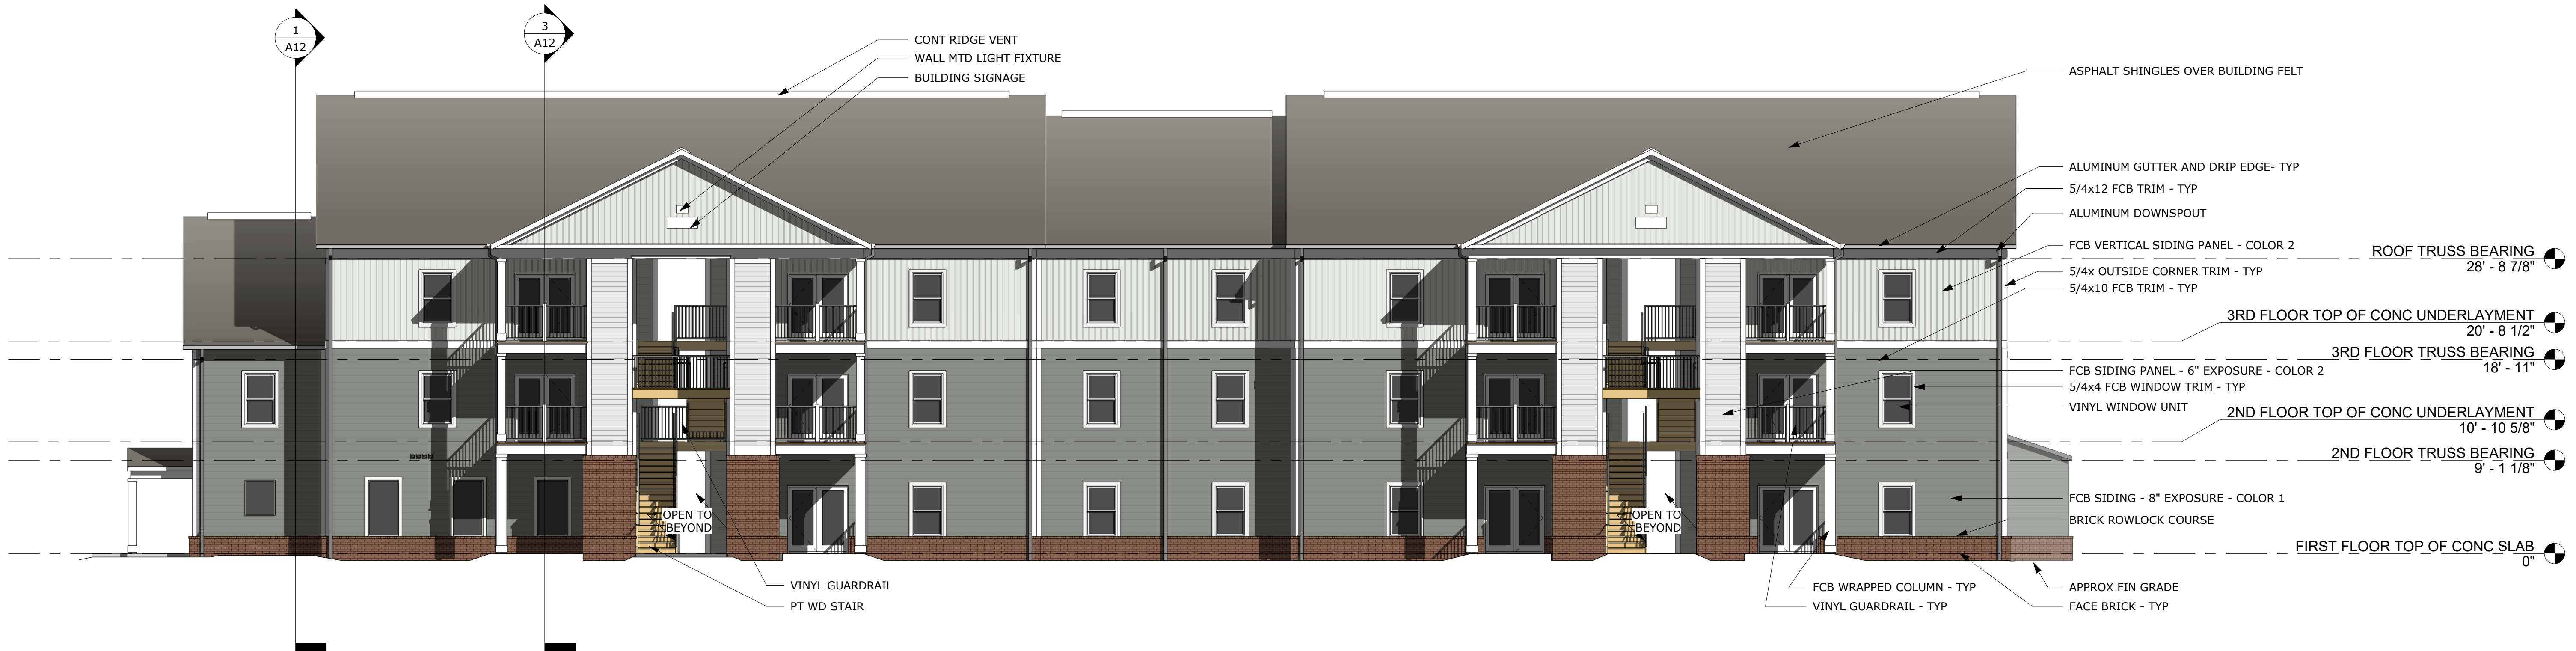 1
A12
3
A12
CONT RIDGE VENT
WALL MTD LIGHT FIXTURE
BUILDING SIGNAGE
ASPHALT SHINGLES OVER BUILDING FELT
ALUMINUM GUTTER AND DRIP EDGE- TYP
5/4x12 FCB TRIM - TYP
ALUMINUM DOWNSPOUT
FCB VERTICAL SIDING PANEL - COLOR 2
ROOF TRUSS BEARING
28' - 8 7/8"
5/4x OUTSIDE CORNER TRIM - TYP
5/4x10 FCB TRIM - TYP
3RD FLOOR TOP OF CONC UNDERLAYMENT
20' - 8 1/2"
3RD FLOOR TRUSS BEARING
18' - 11"
FCB SIDING PANEL - 6" EXPOSURE - COLOR 2
5/4x4 FCB WINDOW TRIM - TYP
VINYL WINDOW UNIT
2ND FLOOR TOP OF CONC UNDERLAYMENT
10' - 10 5/8"
2ND FLOOR TRUSS BEARING
9' - 1 1/8"
FCB SIDING - 8" EXPOSURE - COLOR 1
OPEN TO
BEYOND
OPEN TO
BEYOND
BRICK ROWLOCK COURSE
FIRST FLOOR TOP OF CONC SLAB
0"
VINYL GUARDRAIL
PT WD STAIR
FCB WRAPPED COLUMN - TYP
VINYL GUARDRAIL - TYP
APPROX FIN GRADE
FACE BRICK - TYP